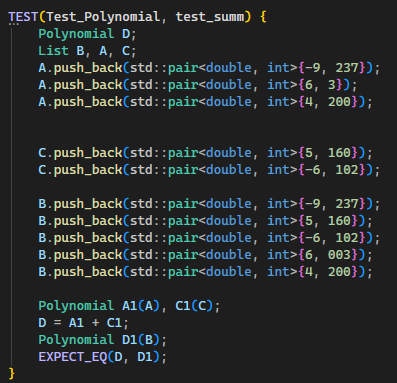 TEST(Test_Polynomial, test_summ) {
Polynomial D;
List B, A, C;
A.push_back(std::pair<double, int>{-9, 237});
A.push_back(std::pair<double, int>{6, 3});
A.push_back(std::pair<double, int>{4, 200});
C.push_back(std::pair<double, int>{5, 160});
C.push_back(std::pair<double, int>{-6, 102});
B.push_back(std::pair<double, int>{-9, 237});
B.push_back(std::pair<double, int>{5, 160});
B.push_back(std::pair<double, int>{-6, 102});
B.push_back(std::pair<double, int>{6, 003});
B.push_back(std::pair<double, int>{4, 200});
Polynomial A1(A), C1(C);
D = A1 + C1;
Polynomial D1(B);
EXPECT_EQ(D, D1);
}